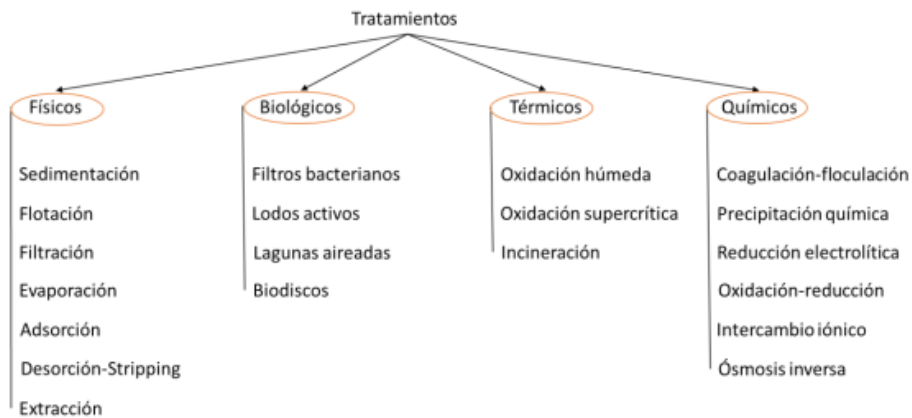 Tratamientos
Físicos
Sedimentación
Flotación
Filtración
Evaporación
Adsorción
Desorción-Stripping
Extracción
Biológicos
Filtros bacterianos
Lodos activos
Lagunas aireadas
Biodiscos
Térmicos
Oxidación húmeda
Oxidación supercrítica
Incineración
Químicos
Coagulación-floculación
Precipitación química
Reducción electrolítica
Oxidación-reducción
Intercambio iónico
Ósmosis inversa